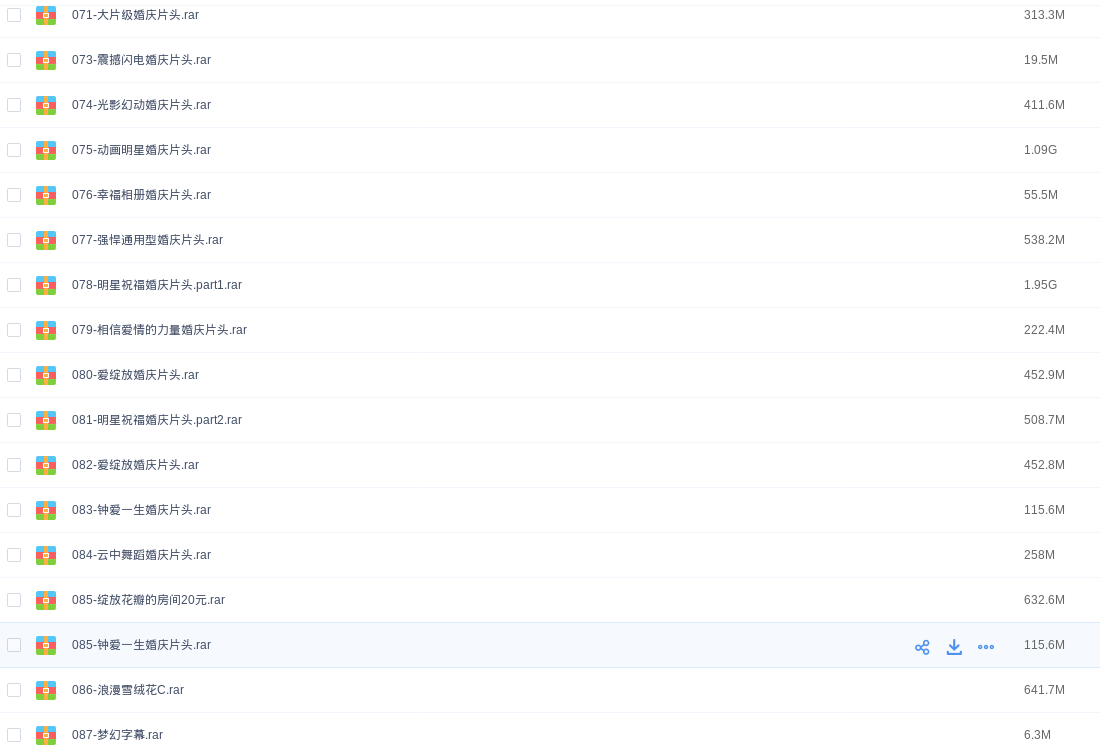 071-大片级婚庆片头.rar 313.3M
073-震撼闪电婚庆片头.rar 19.5M
074-光影幻动婚庆片头.rar 411.6M
075-动画明星婚庆片头.rar 1.09G
076-幸福相册婚庆片头.rar 55.5M
077-强悍通用型婚庆片头.rar 538.2M
078-明星祝福婚庆片头.part1.rar 1.95G
079-相信爱情的力量婚庆片头.rar 222.4M
080-爱绽放婚庆片头.rar 452.9M
081-明星祝福婚庆片头.part2.rar 508.7M
082-爱绽放婚庆片头.rar 452.8M
083-钟爱一生婚庆片头.rar 115.6M
084-云中舞蹈婚庆片头.rar 258M
085-绽放花瓣的房间20元.rar 632.6M
085-钟爱一生婚庆片头.rar 115.6M
086-浪漫雪绒花C.rar 641.7M
087-梦幻字幕.rar 6.3M